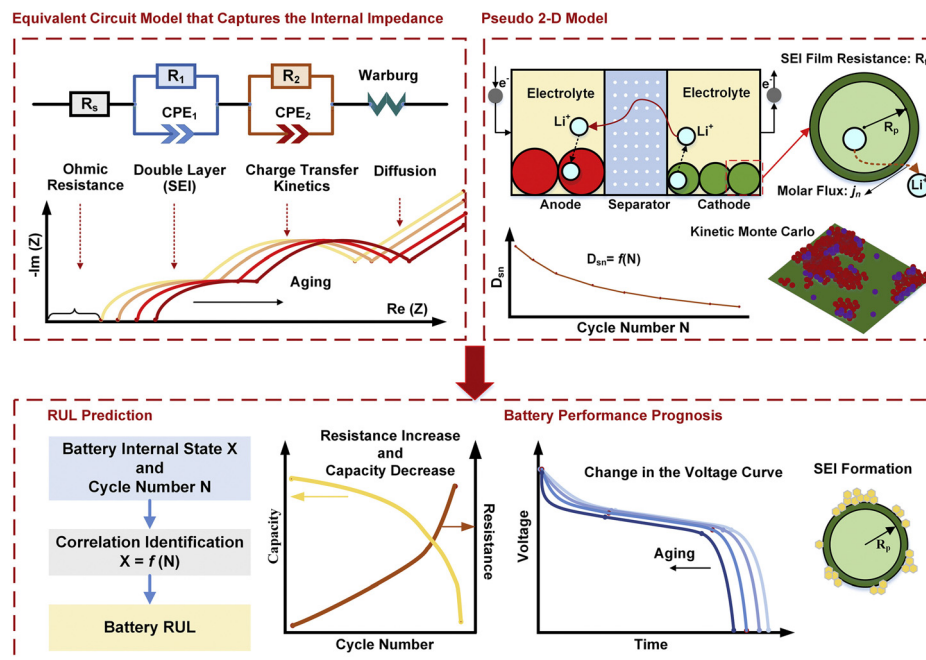 Equivalent Circuit Model that Captures the Internal Impedance
R₁
R₂
Warburg
Rₛ
CPE₁
CPE₂
Ohmic
Resistance
Double Layer
(SEI)
Charge Transfer
Kinetics
Diffusion
-Im (Z)
Aging
Re (Z)
Pseudo 2-D Model
SEI Film Resistance: R
e⁻
Electrolyte
Electrolyte
e⁻
Li⁺
Li⁺
Rₚ
Li⁺
Molar Flux: jₙ
Anode
Separator
Cathode
Kinetic Monte Carlo
Dₛₙ
Dₛₙ= f(N)
Cycle Number N
RUL Prediction
Battery Internal State X
and
Cycle Number N
Correlation Identification
X = f (N)
Battery RUL
Battery Performance Prognosis
Resistance Increase
and
Capacity Decrease
Capacity
Resistance
Cycle Number
Change in the Voltage Curve
Voltage
Aging
Time
SEI Formation
Rₚ